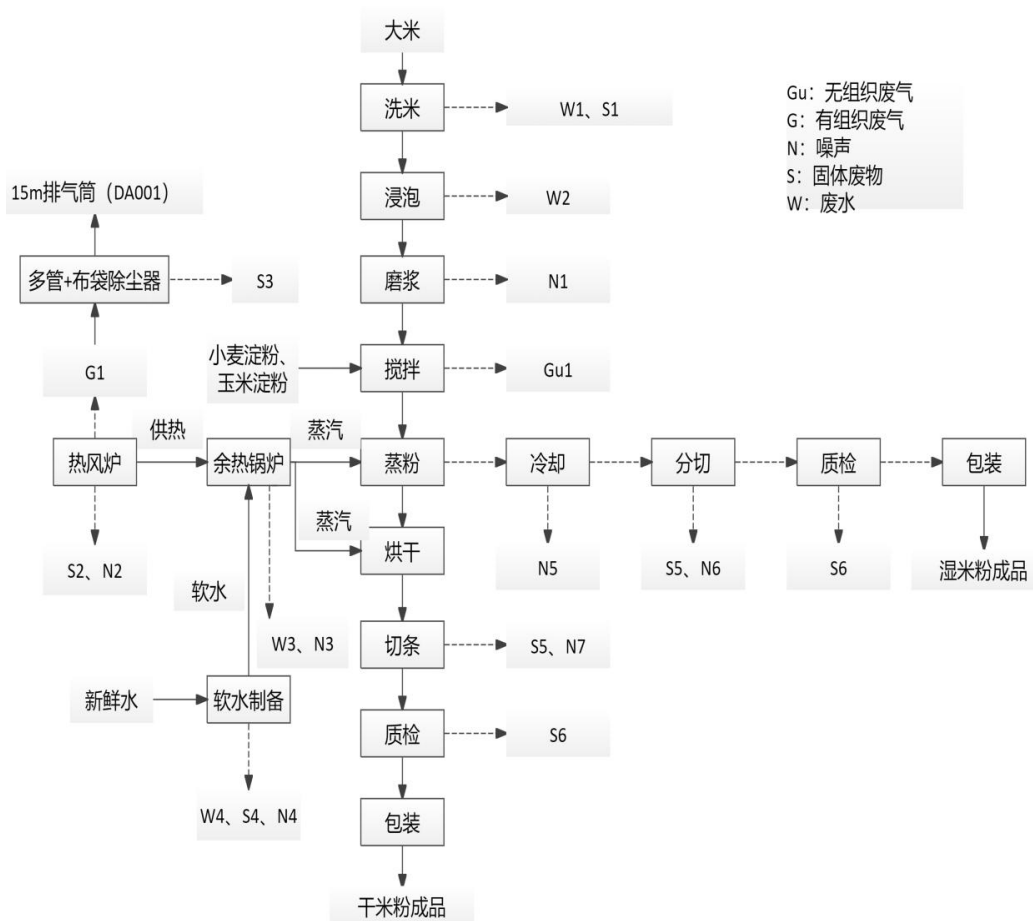 大米
洗米
W1、S1
Gu：无组织废气
G：有组织废气
N：噪声
S：固体废物
W：废水
15m排气筒（DA001）
浸泡
W2
多管+布袋除尘器
S3
磨浆
N1
G1
小麦淀粉、
玉米淀粉
搅拌
Gu1
供热
蒸汽
热风炉
余热锅炉
蒸粉
冷却
分切
质检
包装
蒸汽
烘干
S2、N2
N5
S5、N6
S6
湿米粉成品
软水
W3、N3
切条
S5、N7
新鲜水
软水制备
质检
S6
W4、S4、N4
包装
干米粉成品